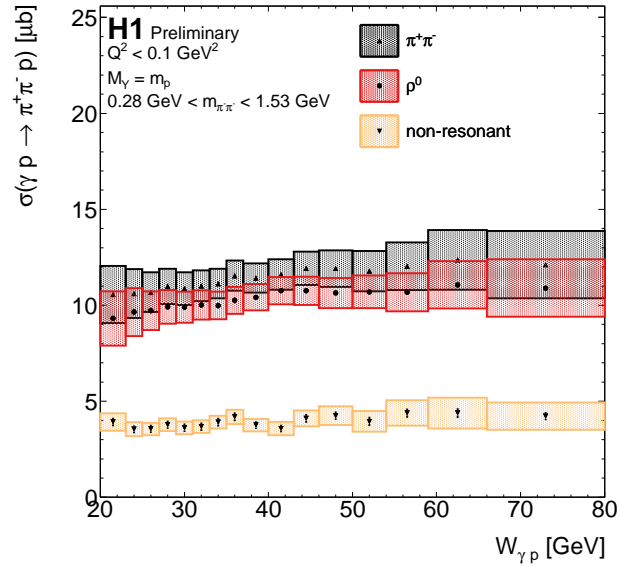 σ(γ p → π⁺π⁻ p) [μb]
25
20
15
10
5
0
H1 Preliminary
Q² < 0.1 GeV²
M_Y = m_p
0.28 GeV < m_π⁺π⁻ < 1.53 GeV
π⁺π⁻
ρ⁰
non-resonant
20 30 40 50 60 70 80
W_γ p [GeV]